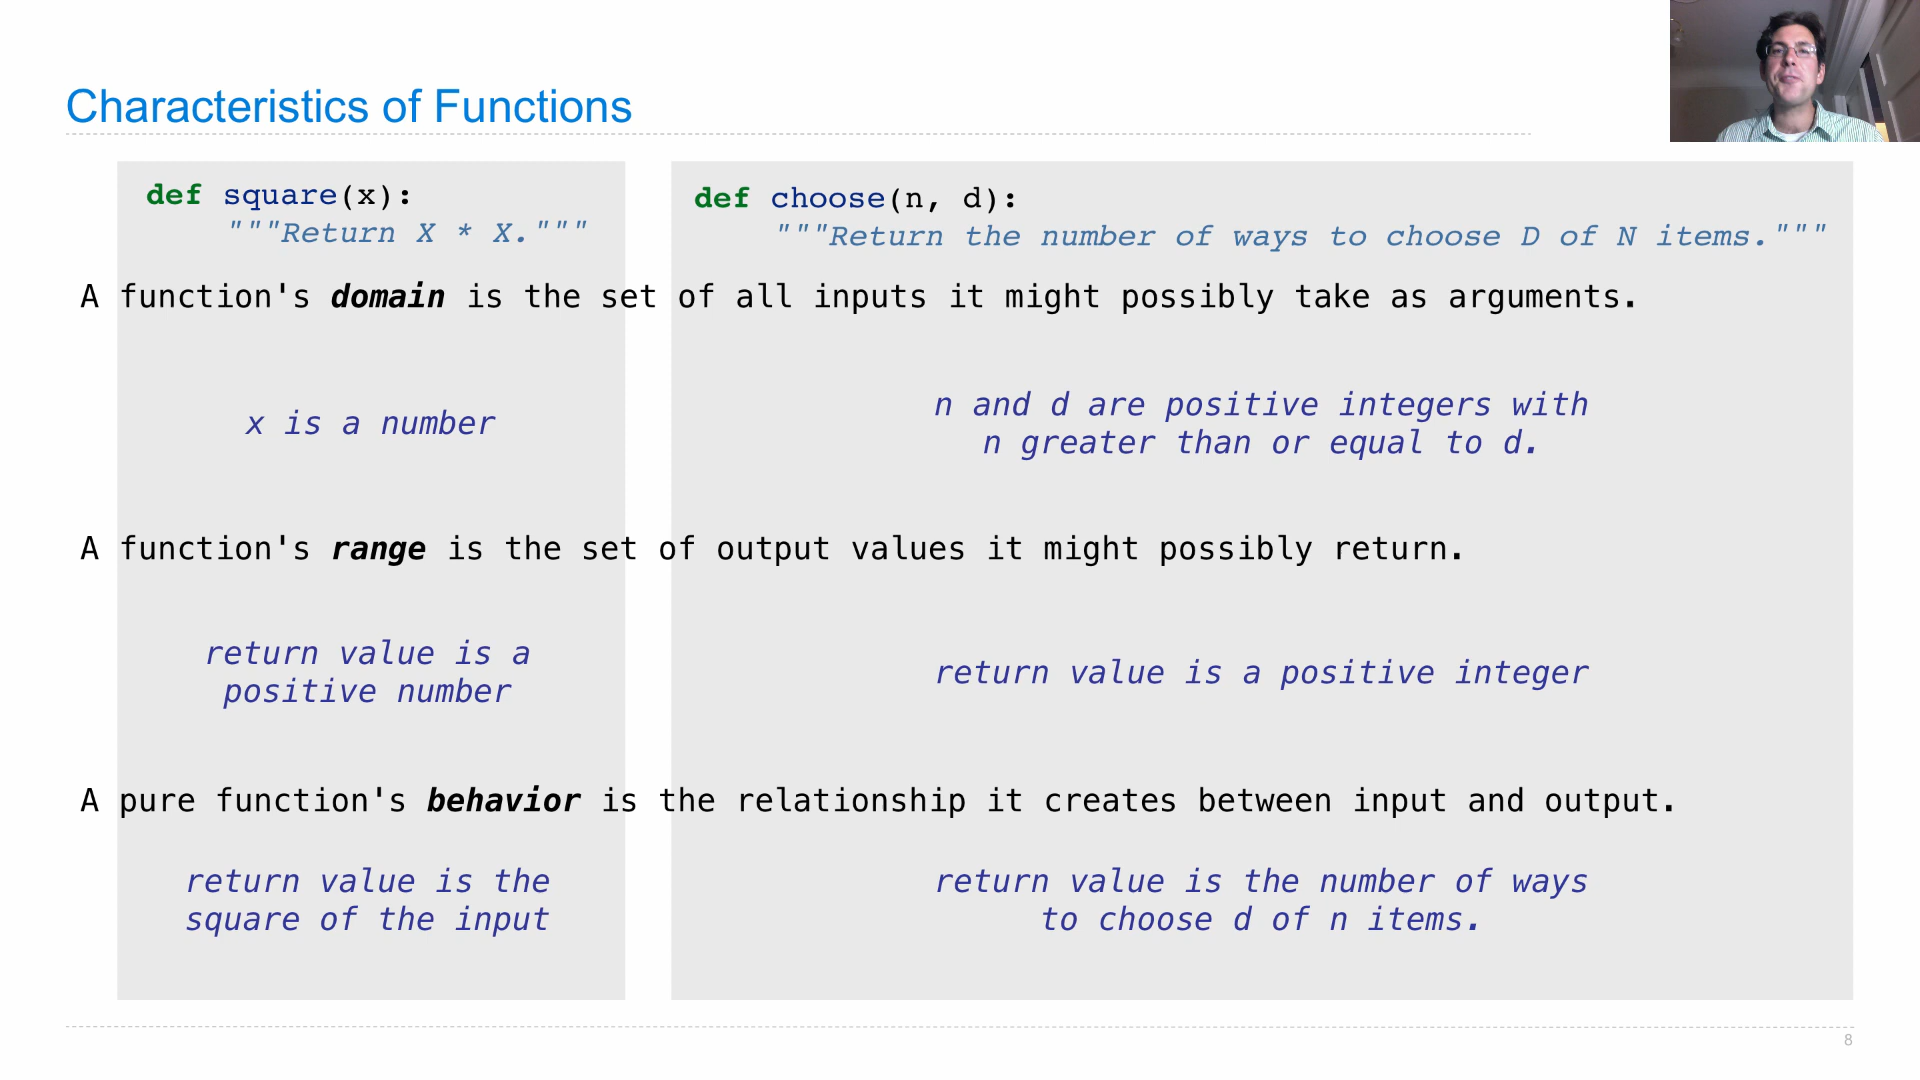 Characteristics of Functions
def square(x):
"""Return X * X."""
def choose(n, d):
"""Return the number of ways to choose D of N items."""
A function's domain is the set of all inputs it might possibly take as arguments.
x is a number
n and d are positive integers with
n greater than or equal to d.
A function's range is the set of output values it might possibly return.
return value is a
positive number
return value is a positive integer
A pure function's behavior is the relationship it creates between input and output.
return value is the
square of the input
return value is the number of ways
to choose d of n items.
8